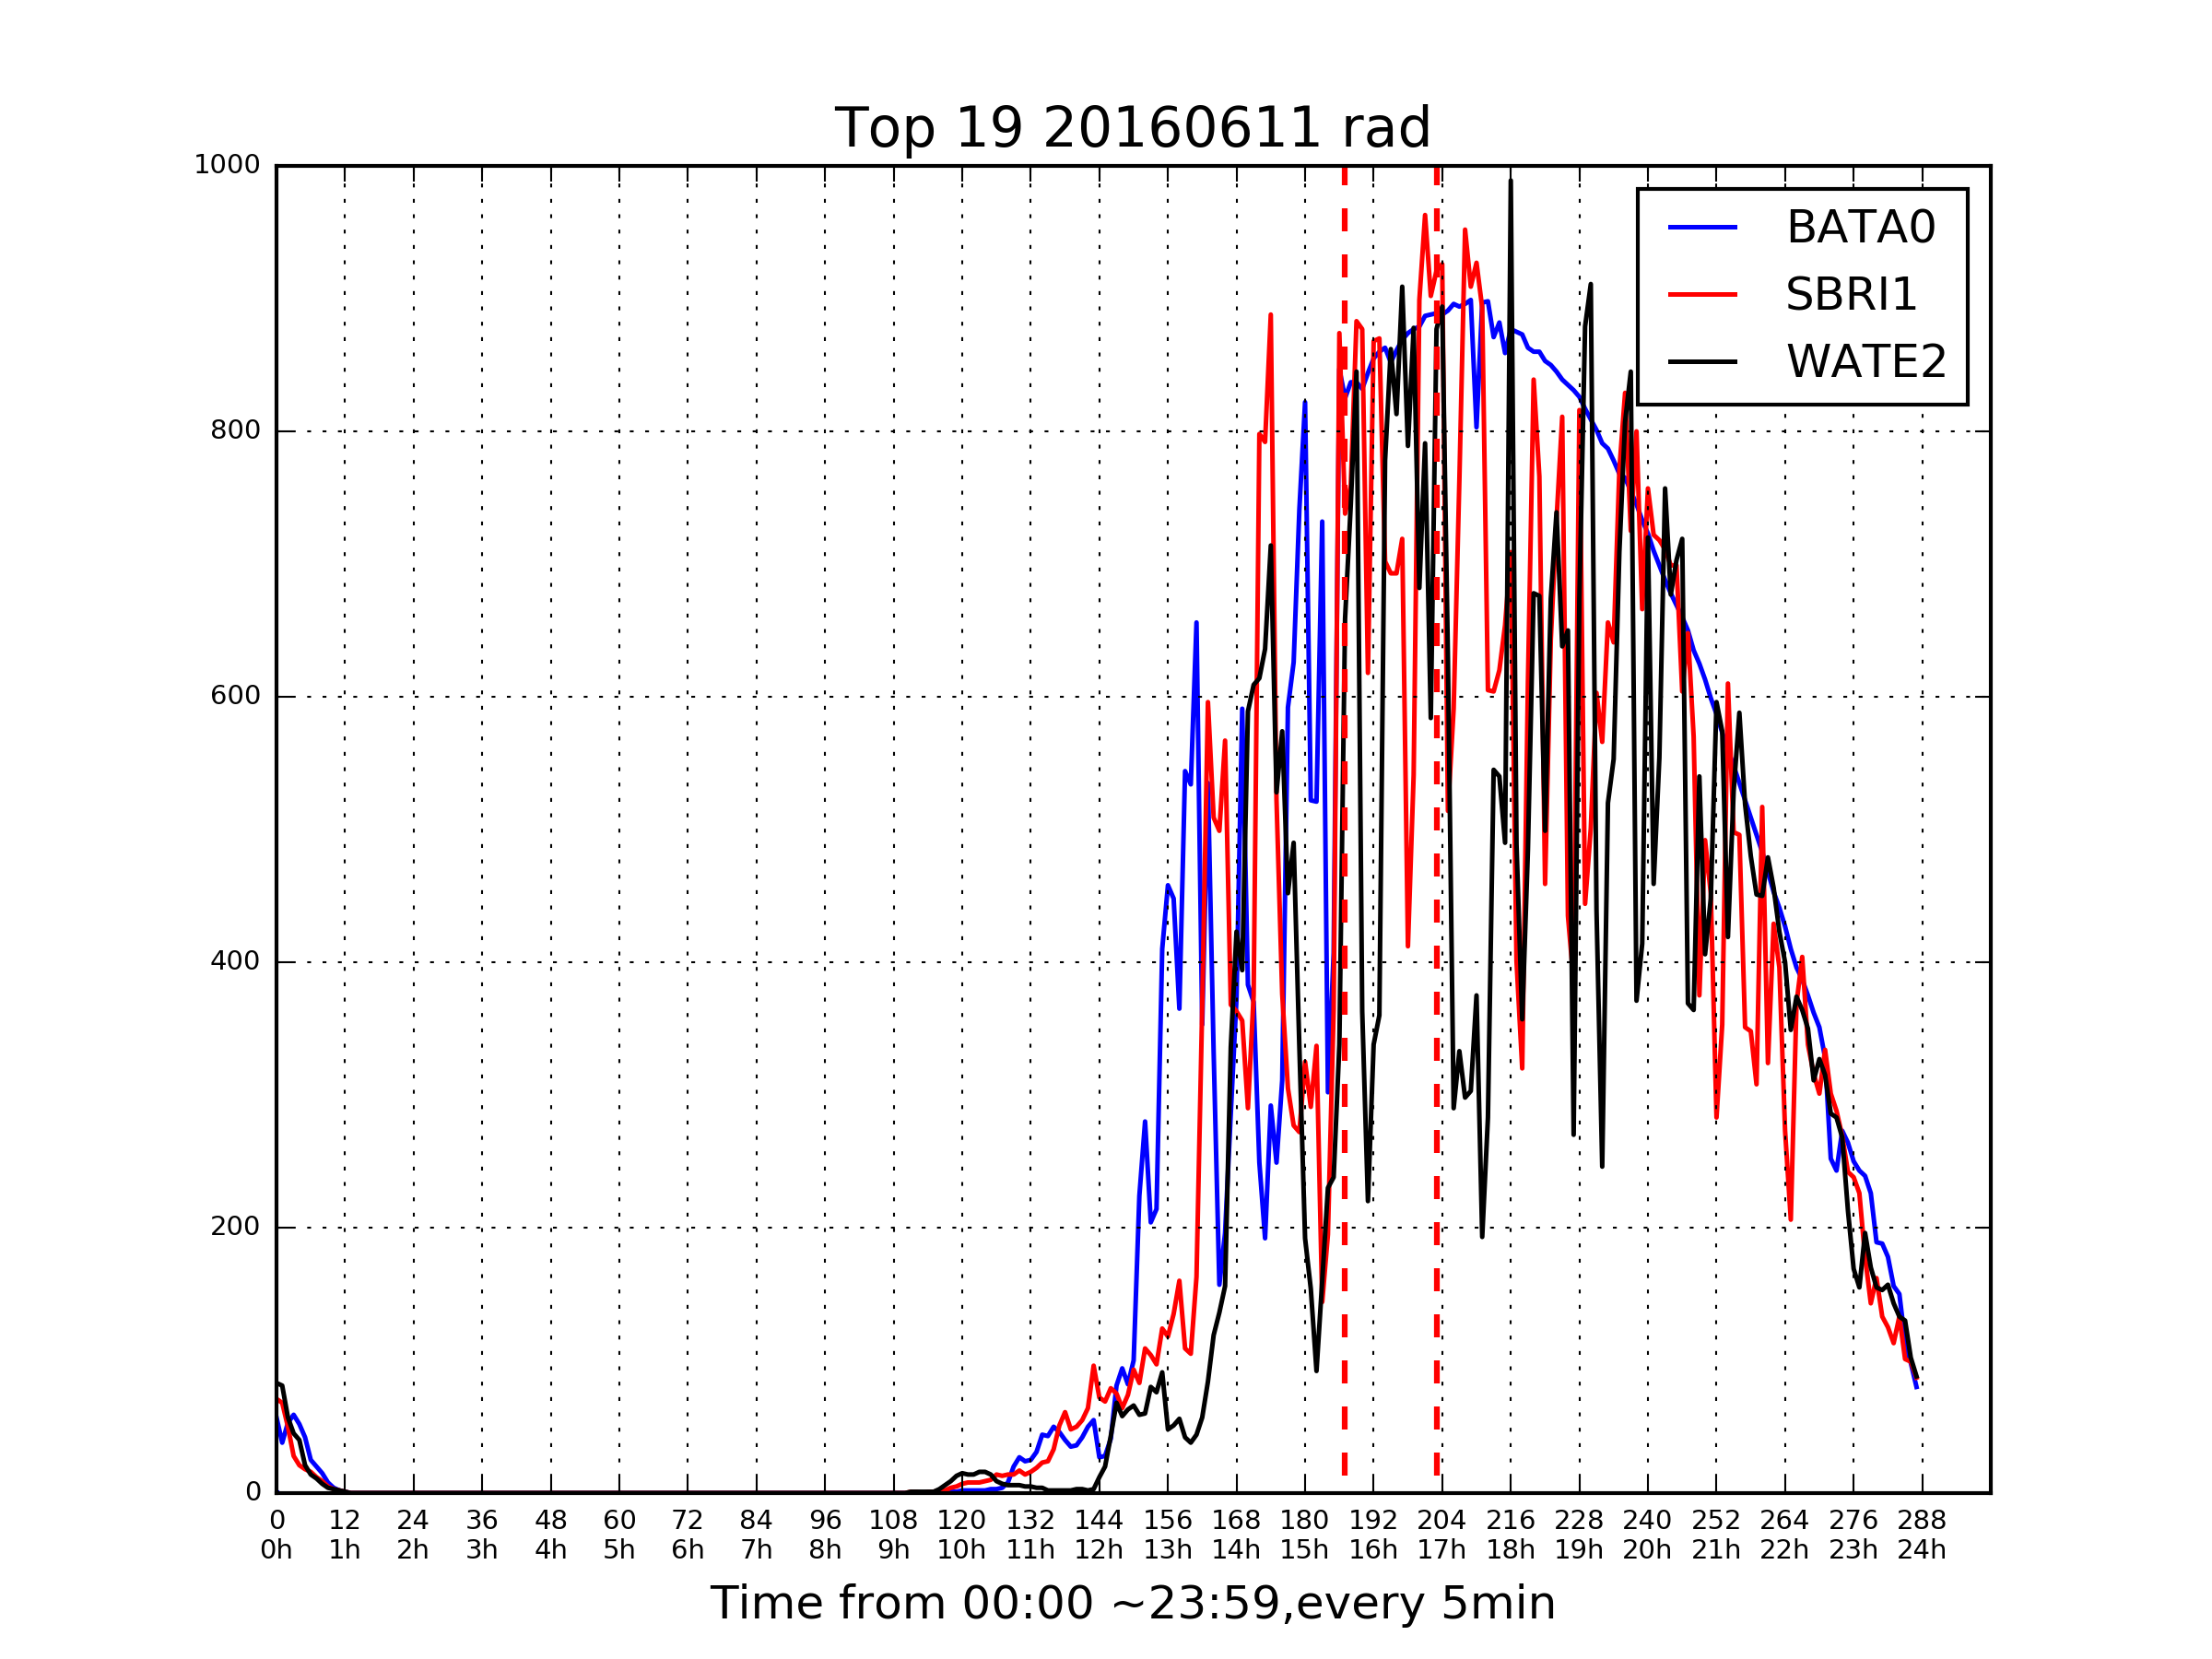 Top 19 20160611 rad
1000
800
600
400
200
0
BATA0
SBRI1
WATE2
0 12 24 36 48 60 72 84 96 108 120 132 144 156 168 180 192 204 216 228 240 252 264 276 288
0h 1h 2h 3h 4h 5h 6h 7h 8h 9h 10h 11h 12h 13h 14h 15h 16h 17h 18h 19h 20h 21h 22h 23h 24h
Time from 00:00 ~23:59,every 5min